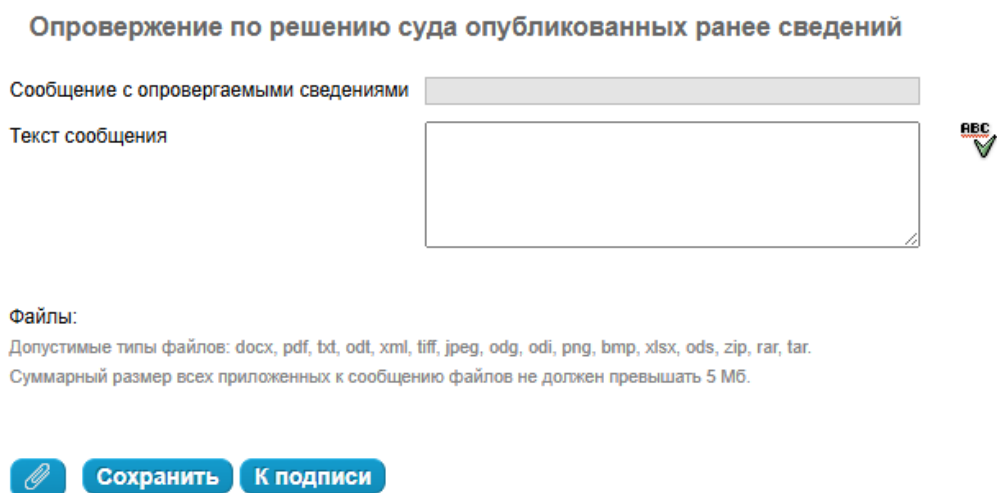 Опровержение по решению суда опубликованных ранее сведений
Сообщение с опровергаемыми сведениями
Текст сообщения
ABC
Файлы:
Допустимые типы файлов: docx, pdf, txt, odt, xml, tiff, jpeg, odg, odi, png, bmp, xlsx, ods, zip, rar, tar.
Суммарный размер всех приложенных к сообщению файлов не должен превышать 5 Мб.
Сохранить К подписи